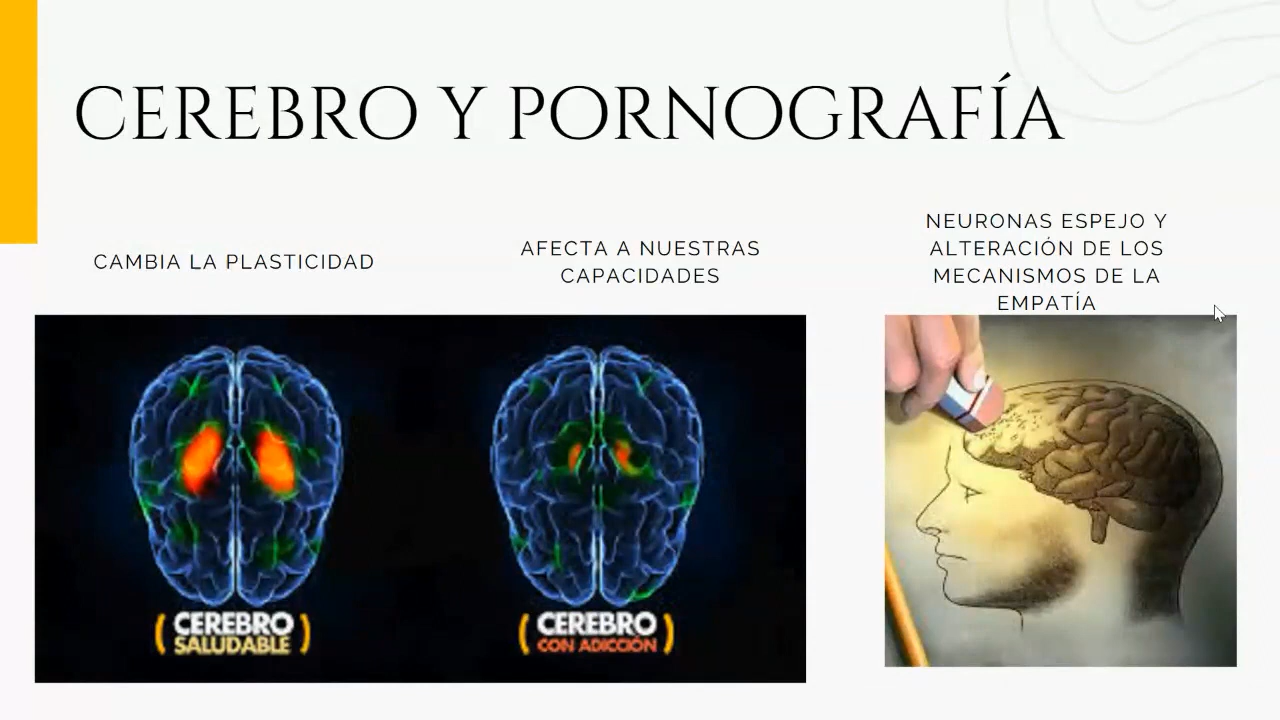 CEREBRO Y PORNOGRAFÍA
CAMBIA LA PLASTICIDAD
AFECTA A NUESTRAS
CAPACIDADES
NEURONAS ESPEJO Y
ALTERACIÓN DE LOS
MECANISMOS DE LA
EMPATÍA
(CEREBRO
SALUDABLE)
(CEREBRO
CON ADICCIÓN)